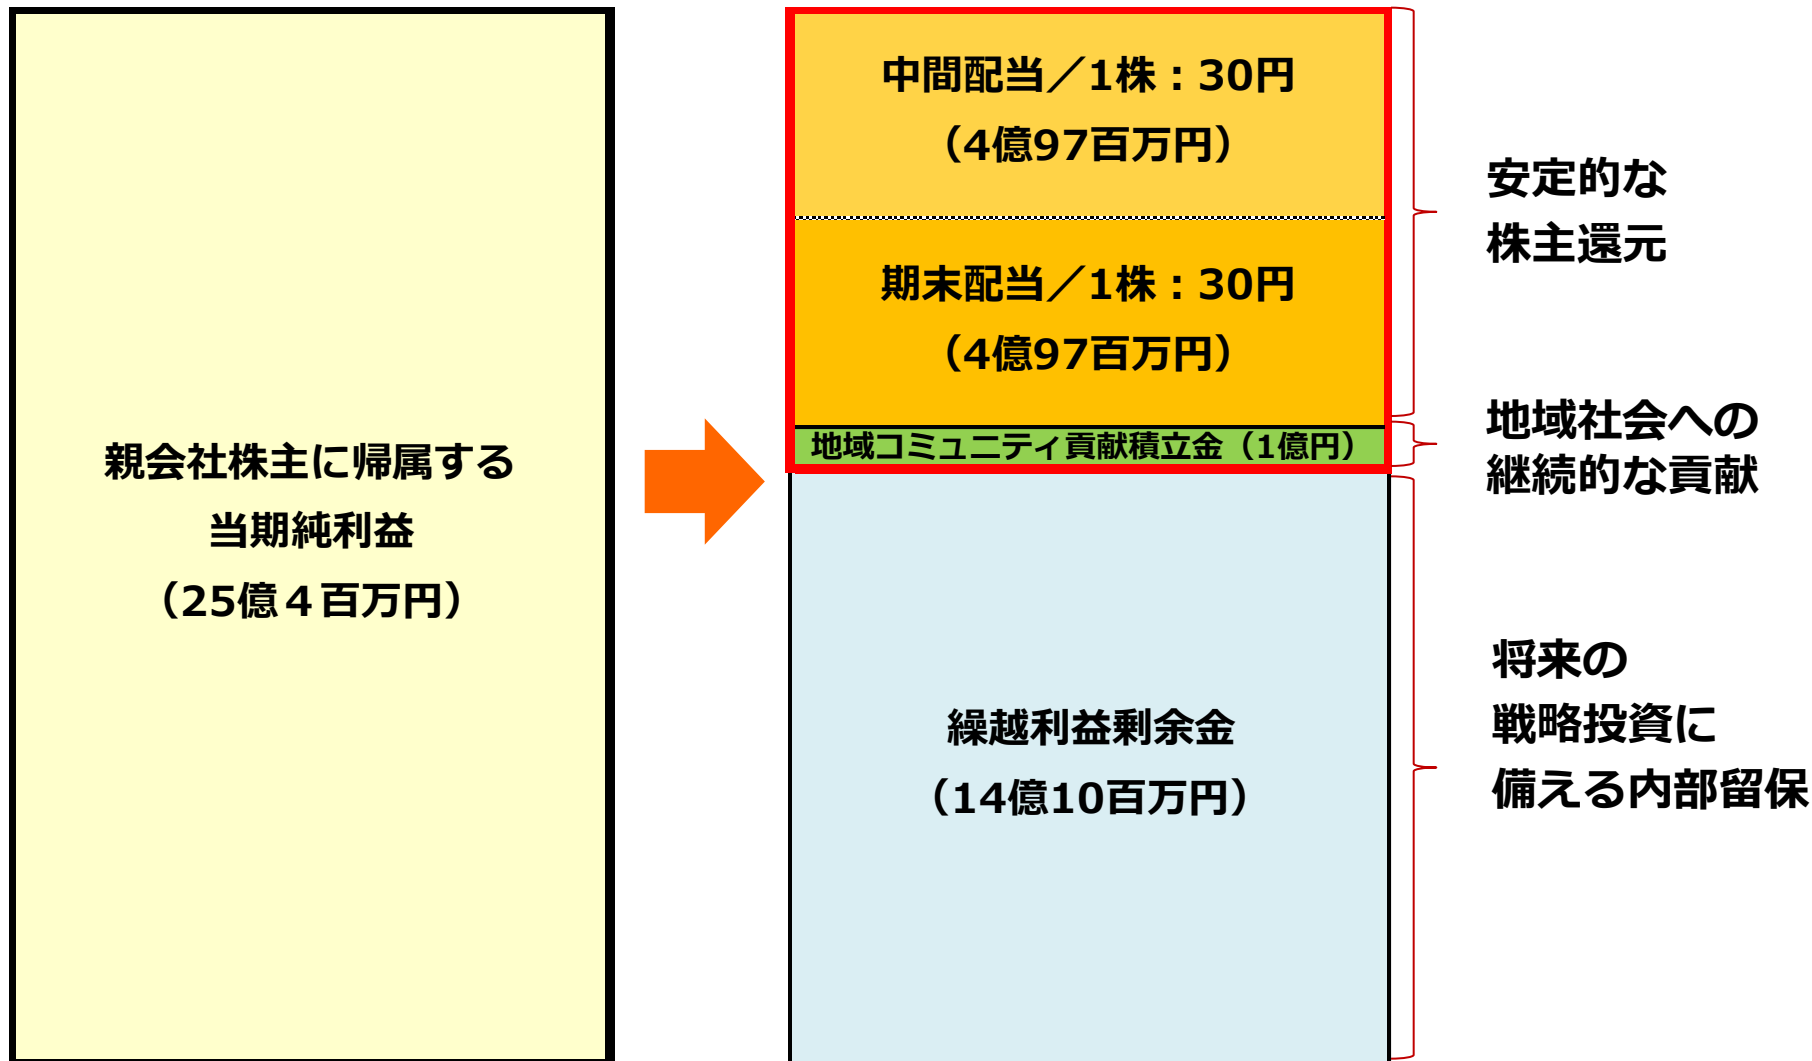 親会社株主に帰属する
当期純利益
（25億４百万円）
中間配当／1株：30円
（4億97百万円）
期末配当／1株：30円
（4億97百万円）
地域コミュニティ貢献積立金（1億円）
繰越利益剰余金
（14億10百万円）
安定的な
株主還元
地域社会への
継続的な貢献
将来の
戦略投資に
備える内部留保